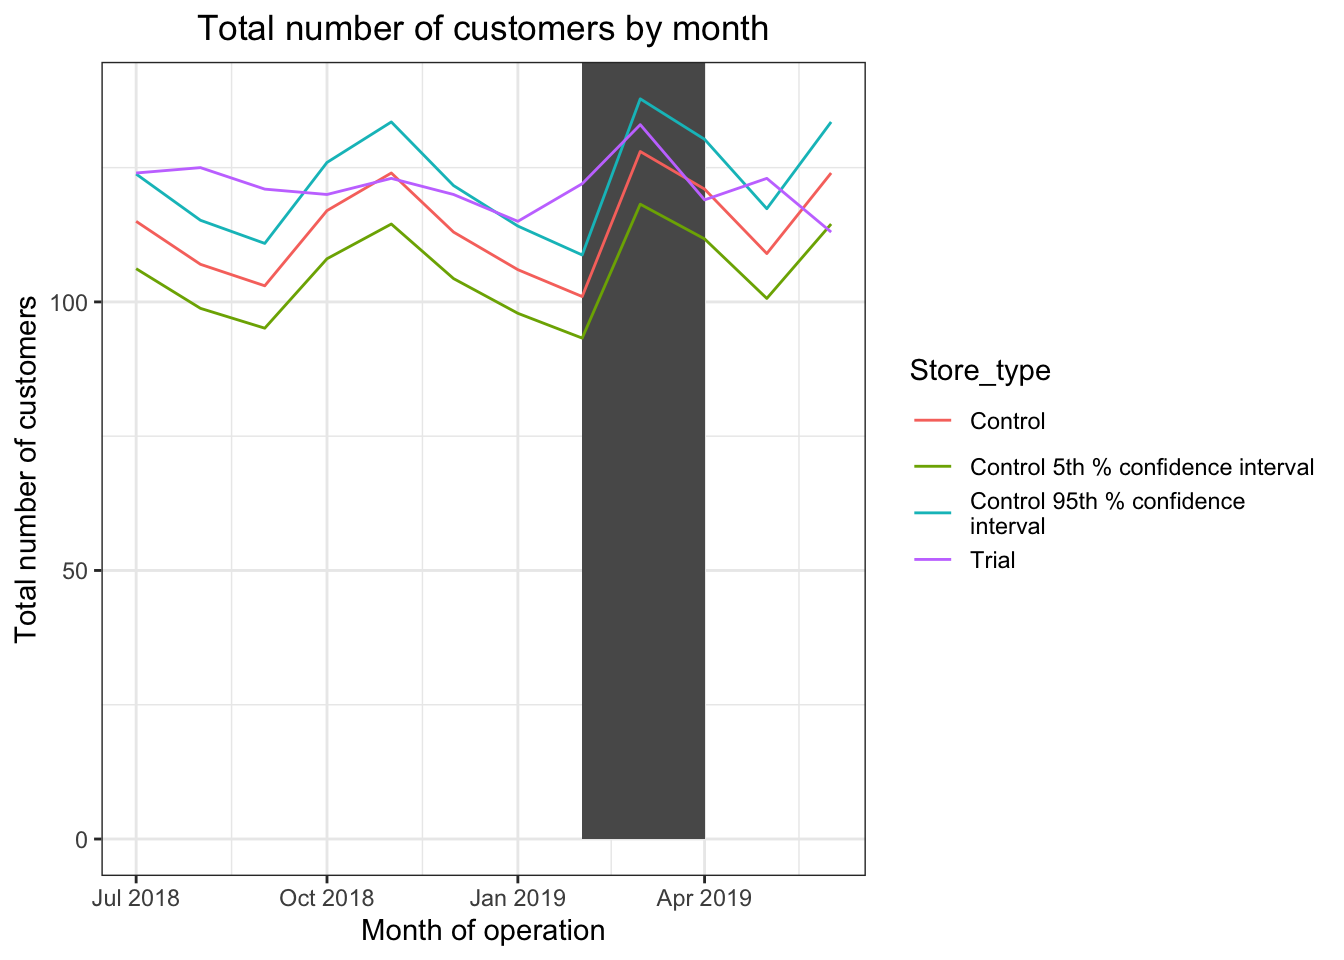 Total number of customers by month
Total number of customers
100
50
0
Jul 2018
Oct 2018
Jan 2019
Apr 2019
Month of operation
Store_type
Control
Control 5th % confidence interval
Control 95th % confidence
interval
Trial